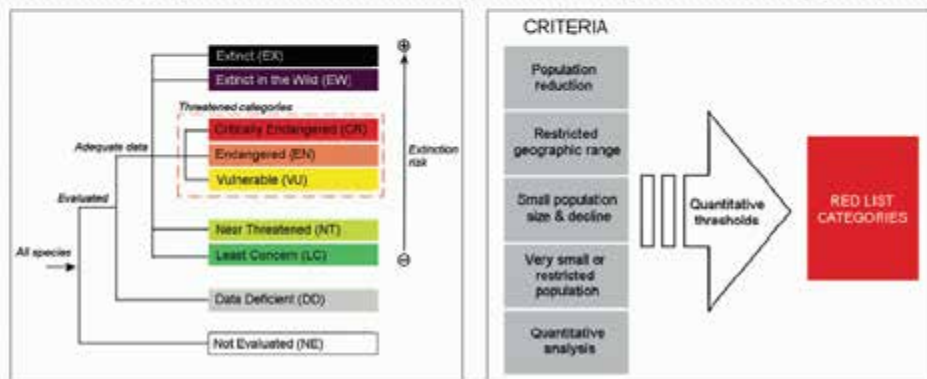 Extinct (EX)
Extinct in the Wild (EW)
Threatened categories
Critically Endangered (CR)
Adequate data
Endangered (EN)
Extinction
risk
Vulnerable (VU)
Evaluated
Near Threatened (NT)
All species
Least Concern (LC)
Data Deficient (DD)
Not Evaluated (NE)
CRITERIA
Population
reduction
Restricted
geographic range
Small population
size & decline
Very small or
restricted
population
Quantitative
analysis
Quantitative
thresholds
RED LIST
CATEGORIES